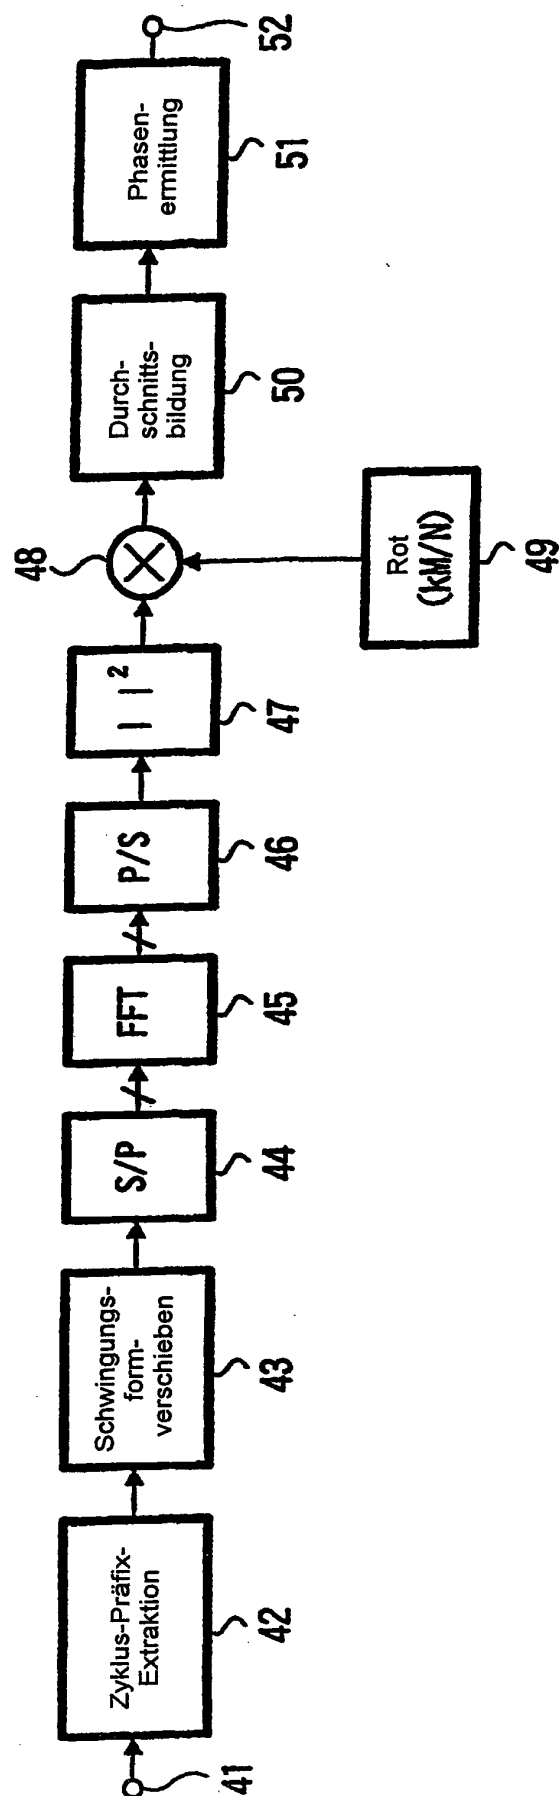 41
Zyklus-Präfix-
Extraktion
42
Schwingungs-
form-
verschieben
43
S/P
44
FFT
45
P/S
46
| |²
47
48
Rot
(kM/N)
49
Durch-
schnitts-
bildung
50
Phasen-
ermittlung
51
52